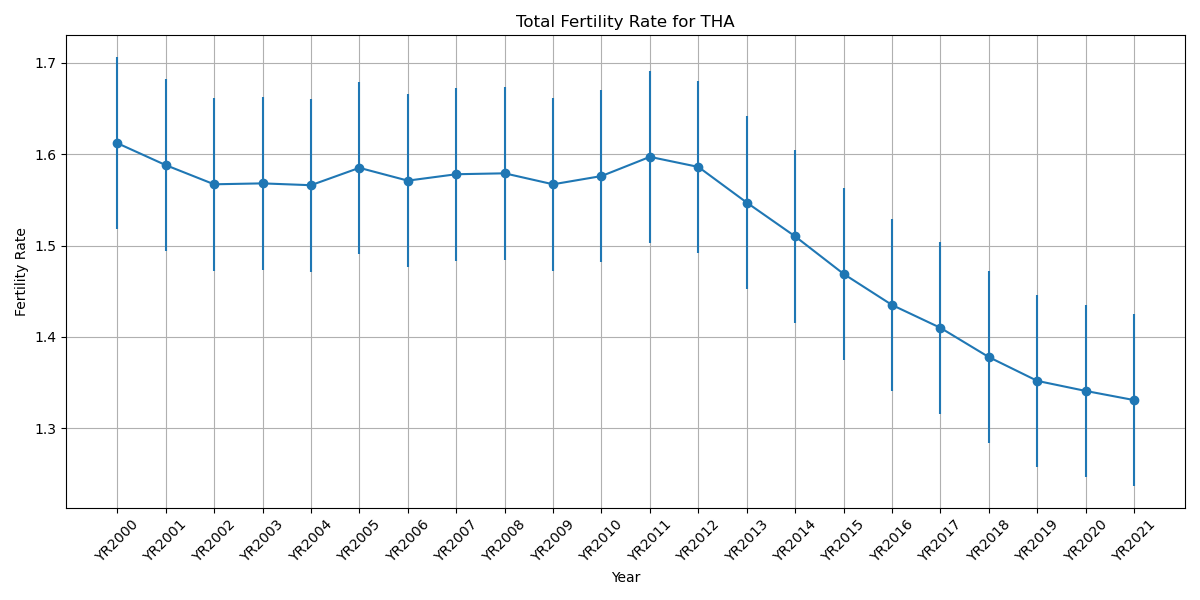 Total Fertility Rate for THA
Fertility Rate
1.7
1.6
1.5
1.4
1.3
YR2000
YR2001
YR2002
YR2003
YR2004
YR2005
YR2006
YR2007
YR2008
YR2009
YR2010
YR2011
YR2012
YR2013
YR2014
YR2015
YR2016
YR2017
YR2018
YR2019
YR2020
YR2021
Year